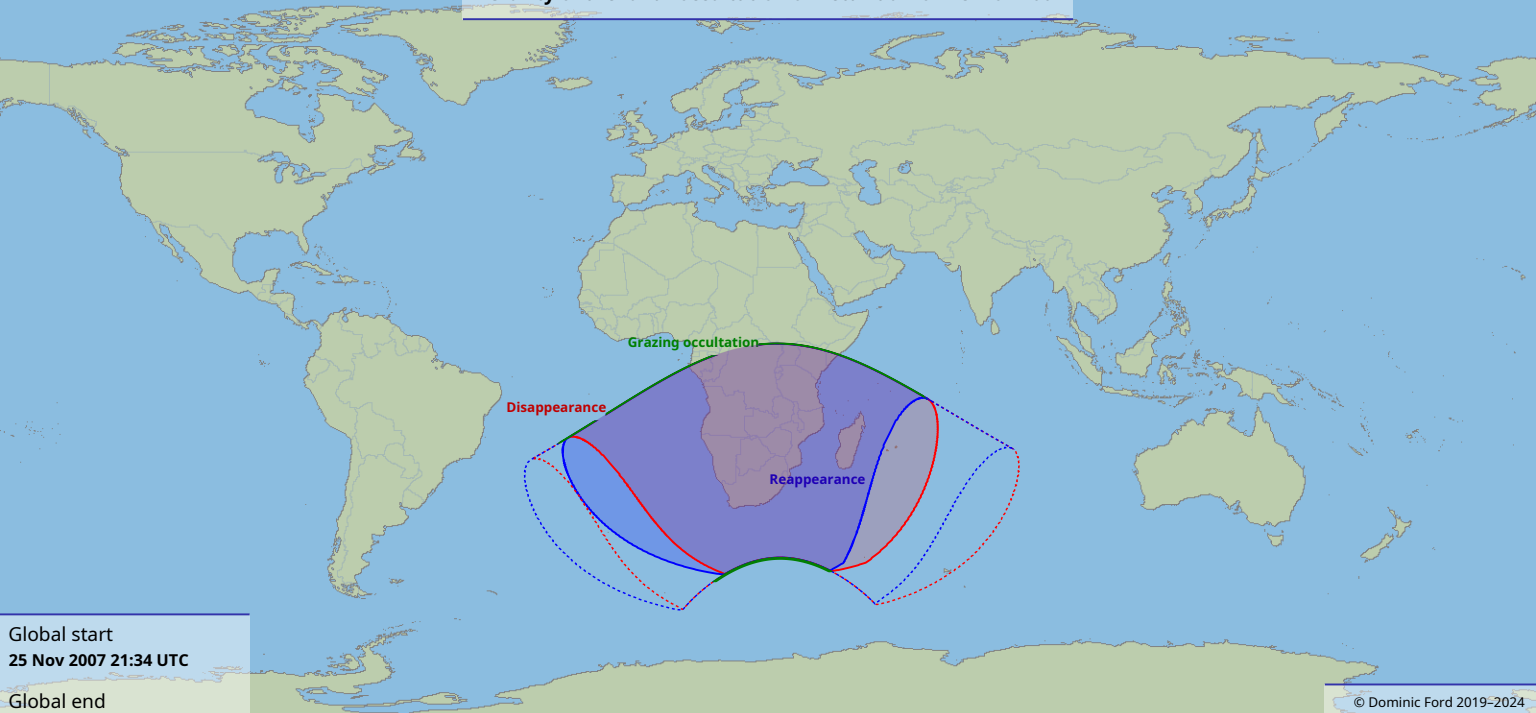 Grazing occultation
Disappearance
Reappearance
Global start
25 Nov 2007 21:34 UTC
Global end
© Dominic Ford 2019–2024